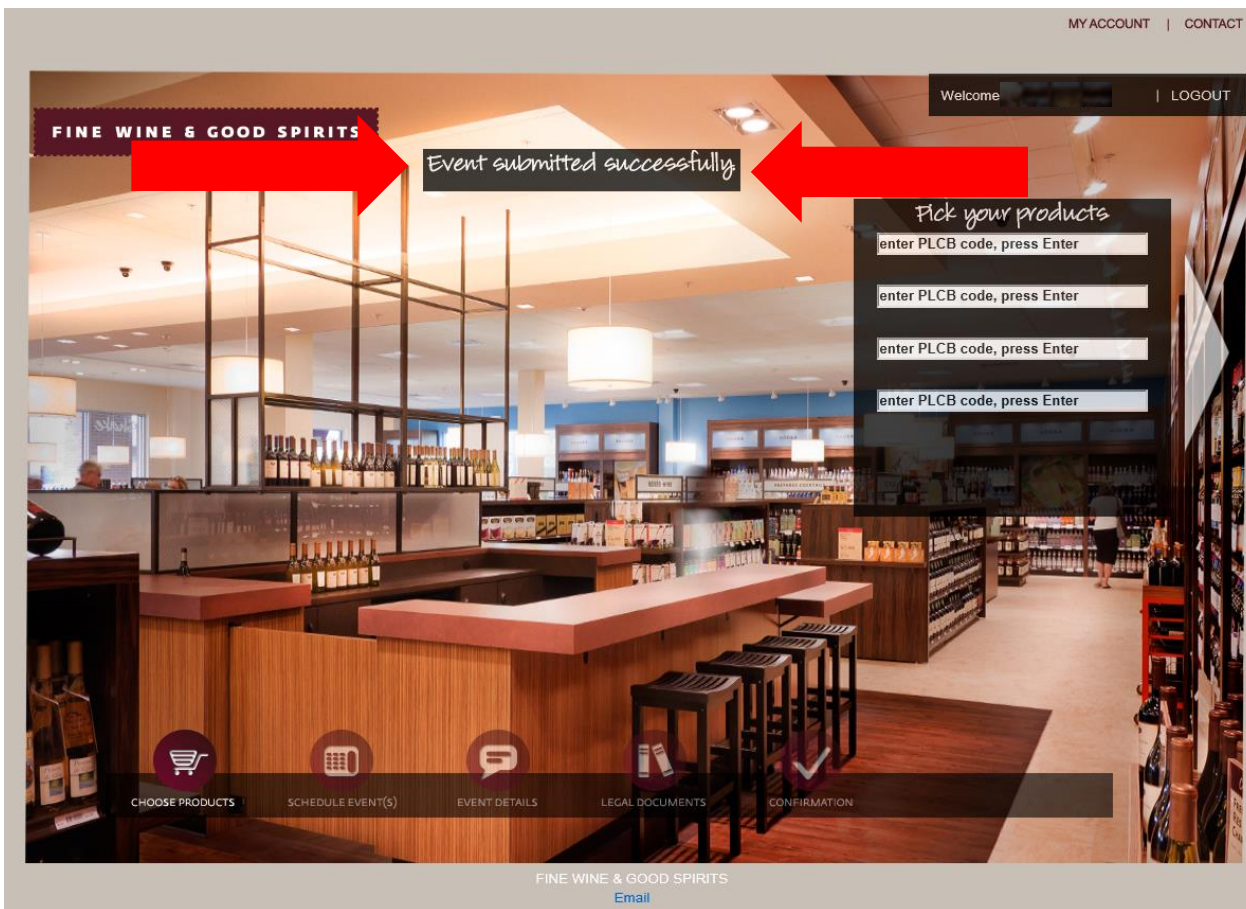 MY ACCOUNT | CONTACT
Welcome | LOGOUT
FINE WINE & GOOD SPIRITS
Event submitted successfully.
Pick your products
enter PLCB code, press Enter
enter PLCB code, press Enter
enter PLCB code, press Enter
enter PLCB code, press Enter
CHOOSE PRODUCTS
SCHEDULE EVENT(S)
EVENT DETAILS
LEGAL DOCUMENTS
CONFIRMATION
FINE WINE & GOOD SPIRITS
Email